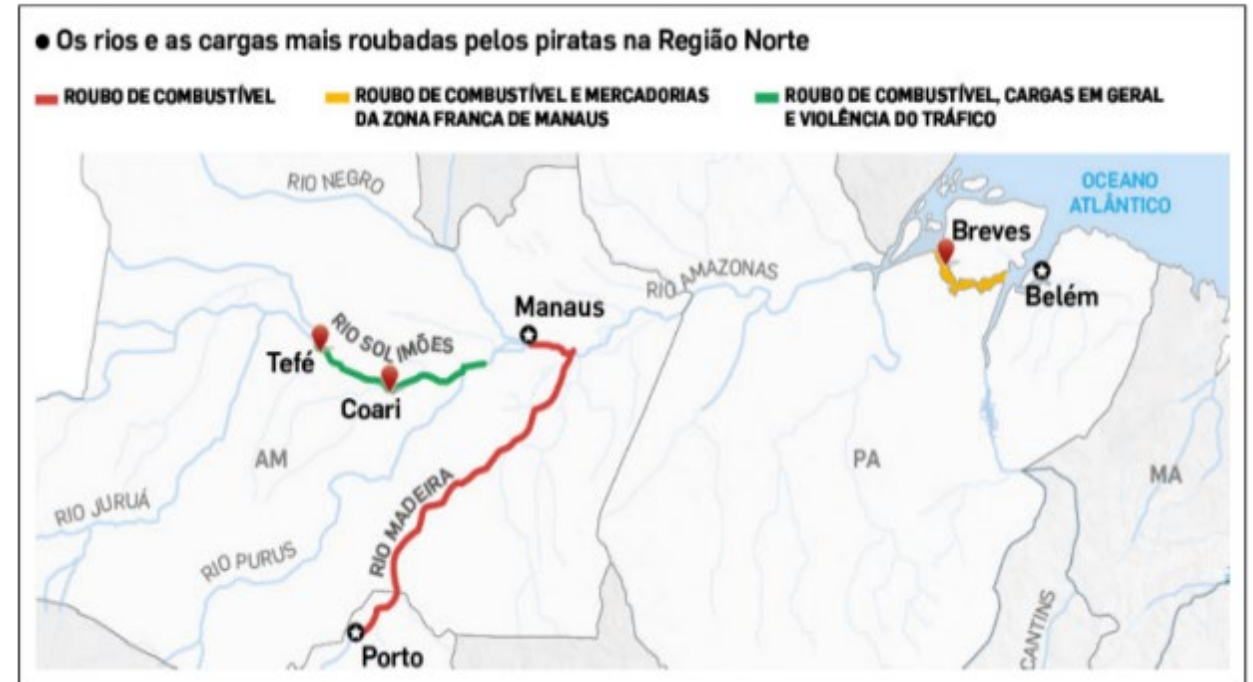 ● Os rios e as cargas mais roubadas pelos piratas na Região Norte
ROUBO DE COMBUSTÍVEL
ROUBO DE COMBUSTÍVEL E MERCADORIAS
DA ZONA FRANCA DE MANAUS
ROUBO DE COMBUSTÍVEL, CARGAS EM GERAL
E VIOLÊNCIA DO TRÁFICO
RIO NEGRO
OCEANO
ATLÂNTICO
Breves
RIO AMAZONAS
Belém
Manaus
RIO SOLIMÕES
Tefé
Coari
AM
PA
MA
RIO JURUÁ
RIO MADEIRA
RIO PURUS
CANTINS
Porto